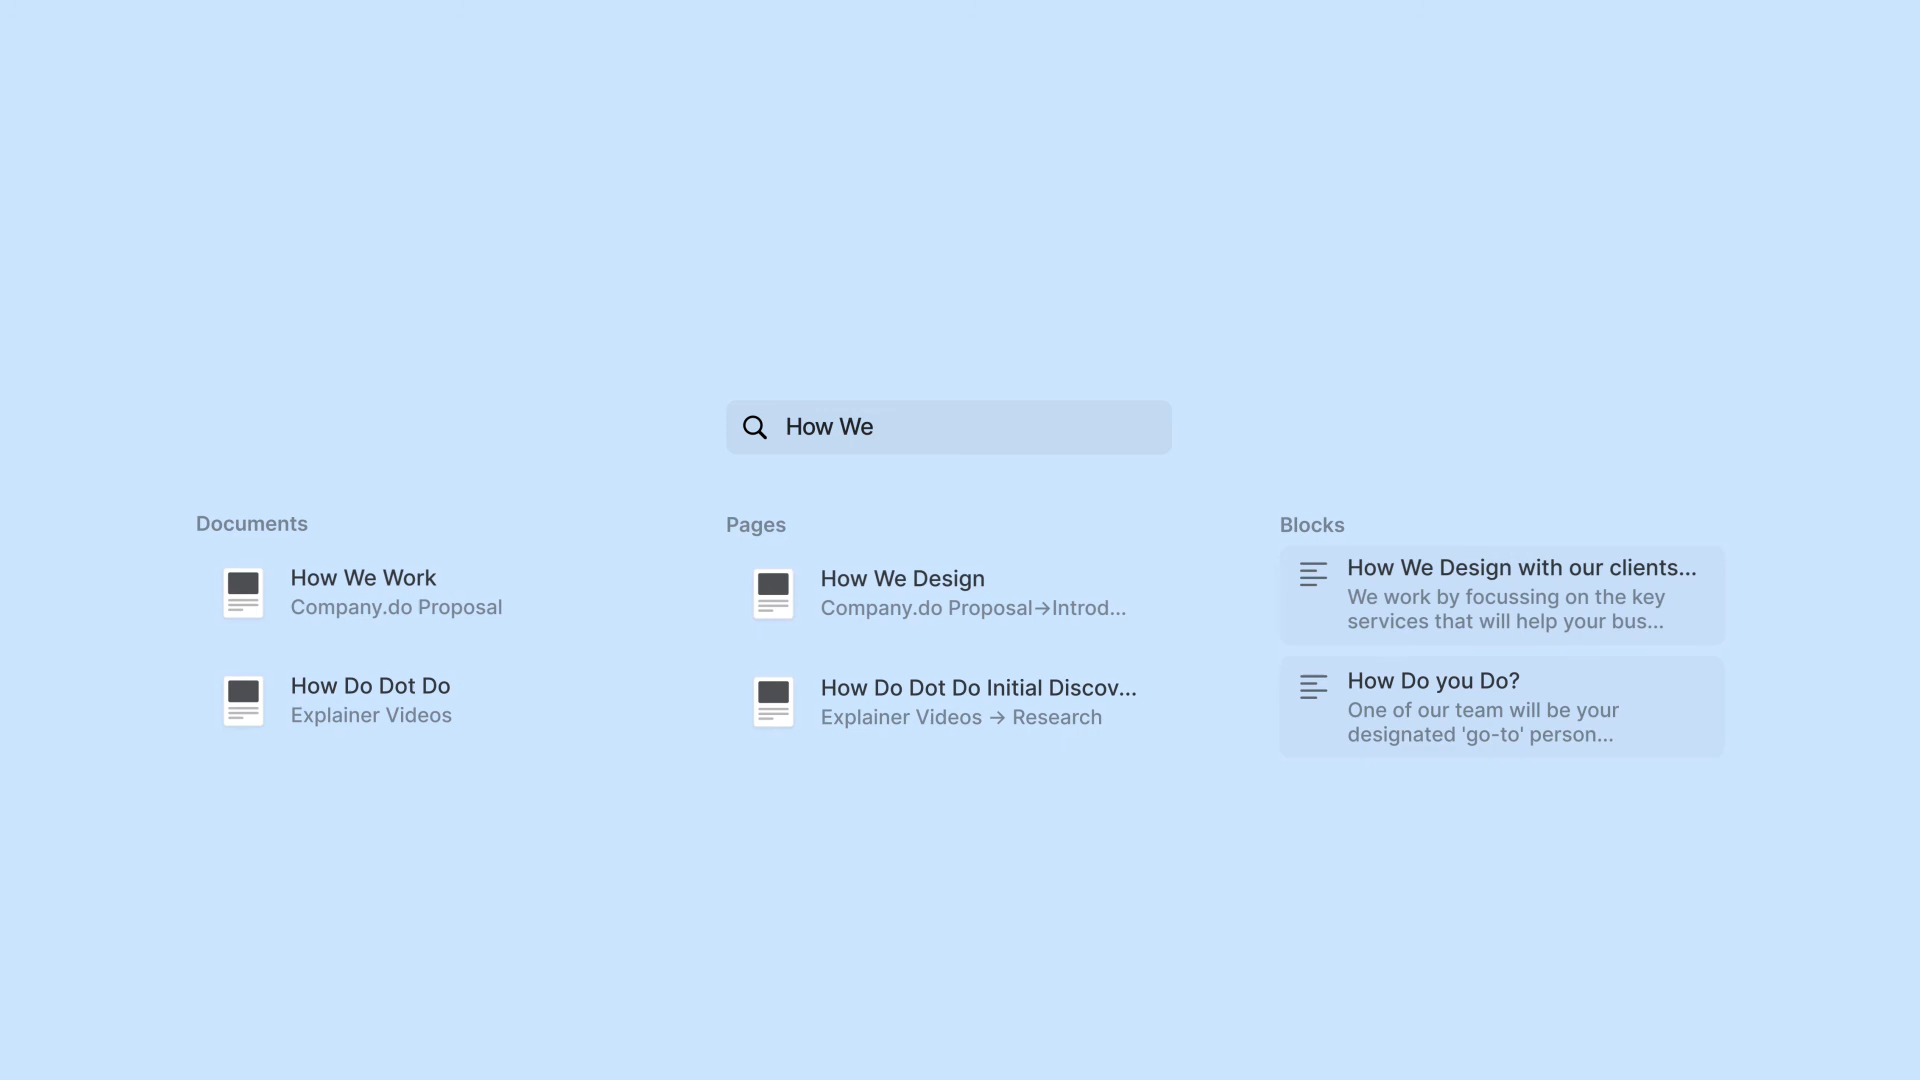 How We
Documents
How We Work
Company.do Proposal
How Do Dot Do
Explainer Videos
Pages
How We Design
Company.do Proposal→Introd...
How Do Dot Do Initial Discov...
Explainer Videos → Research
Blocks
How We Design with our clients...
We work by focussing on the key
services that will help your bus...
How Do you Do?
One of our team will be your
designated 'go-to' person...